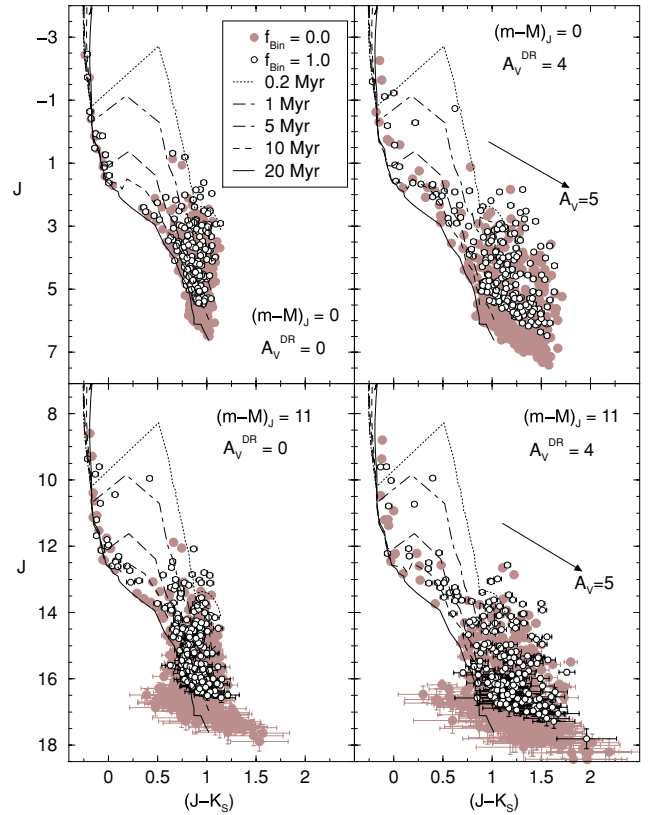 f_Bin = 0.0
f_Bin = 1.0
0.2 Myr
1 Myr
5 Myr
10 Myr
20 Myr
(m−M)_J = 0
A_V^DR = 0
(m−M)_J = 0
A_V^DR = 4
A_V=5
−3
−1
1
3
5
7
J
(m−M)_J = 11
A_V^DR = 0
(m−M)_J = 11
A_V^DR = 4
A_V=5
8
10
12
14
16
18
J
0 0.5 1 1.5 2
0 0.5 1 1.5 2
(J−K_S)
(J−K_S)